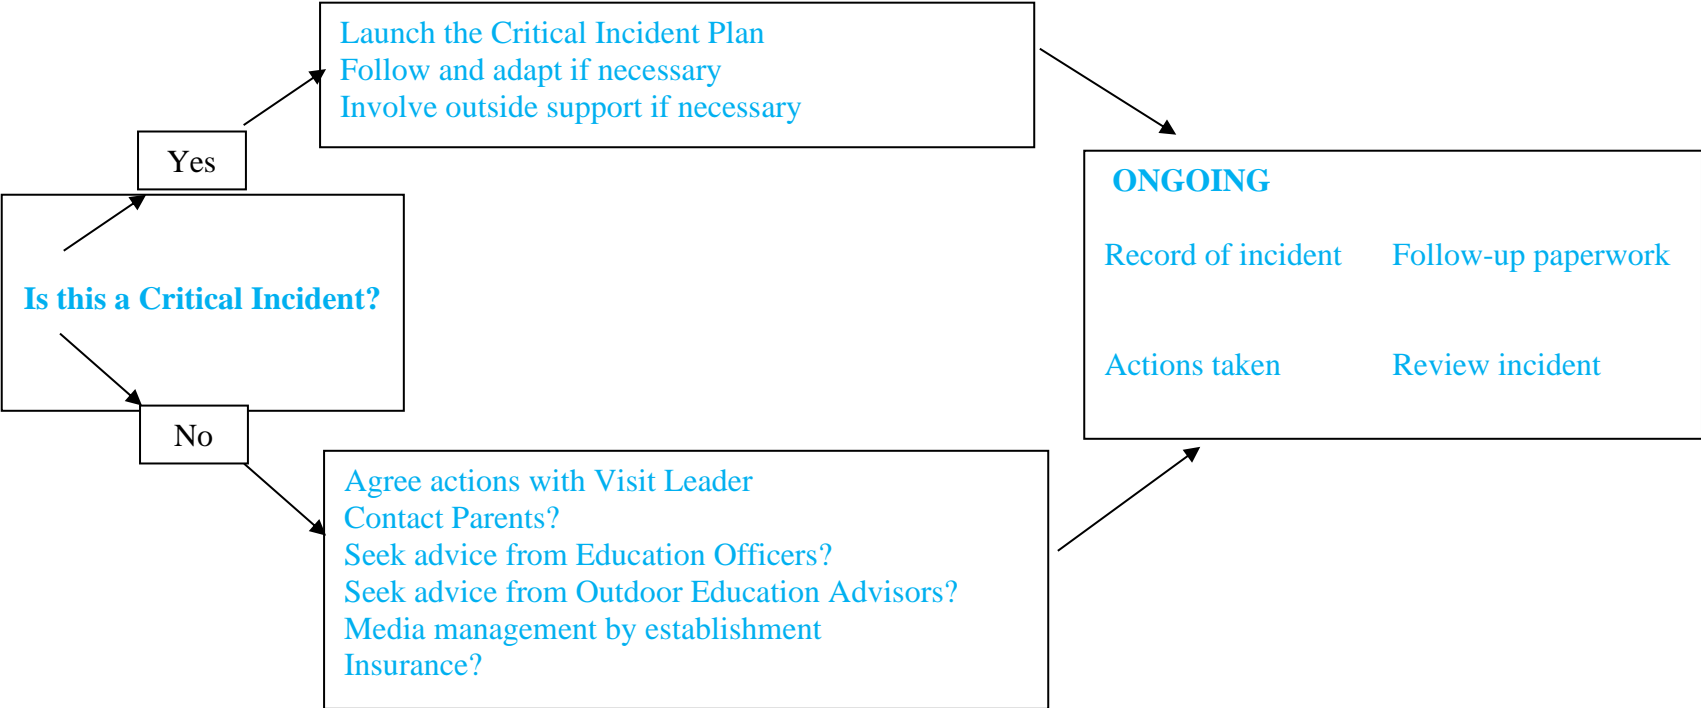 Launch the Critical Incident Plan
Follow and adapt if necessary
Involve outside support if necessary
Yes
Is this a Critical Incident?
No
Agree actions with Visit Leader
Contact Parents?
Seek advice from Education Officers?
Seek advice from Outdoor Education Advisors?
Media management by establishment
Insurance?
ONGOING
Record of incident Follow-up paperwork
Actions taken Review incident